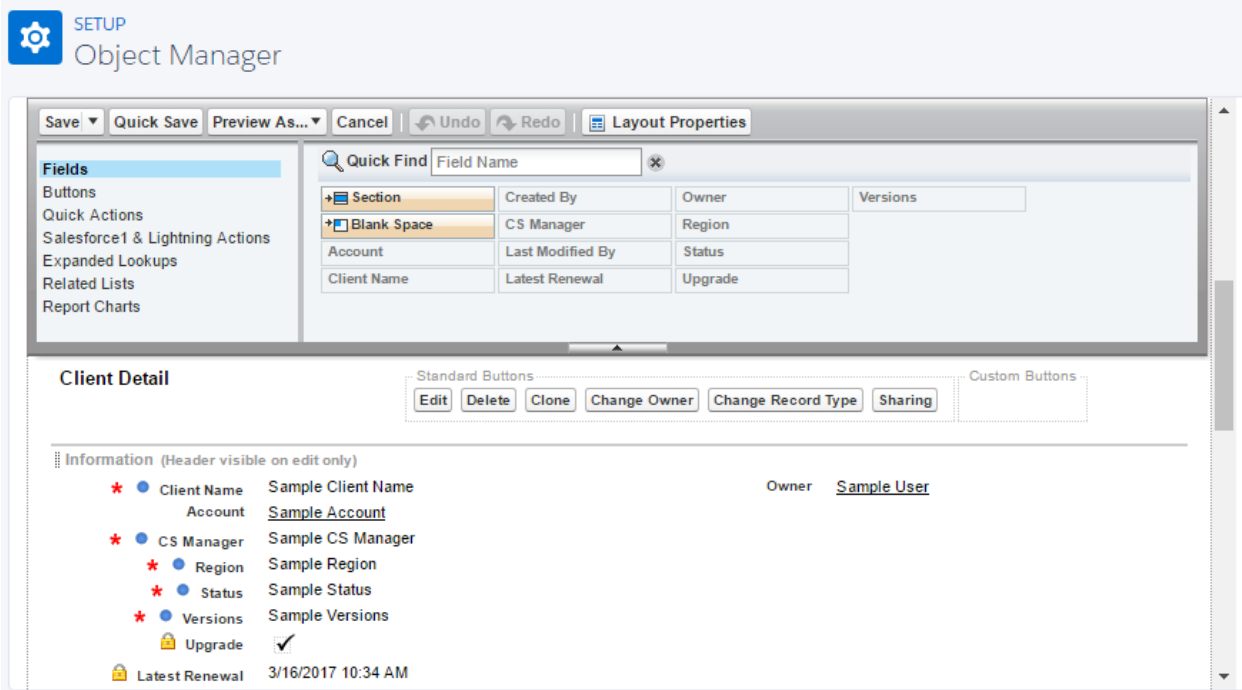 SETUP
Object Manager
Save Quick Save Preview As... Cancel Undo Redo Layout Properties
Fields
Buttons
Quick Actions
Salesforce1 & Lightning Actions
Expanded Lookups
Related Lists
Report Charts
Quick Find Field Name
Section Created By Owner Versions
Blank Space CS Manager Region
Account Last Modified By Status
Client Name Latest Renewal Upgrade
Client Detail
Standard Buttons
Edit Delete Clone Change Owner Change Record Type Sharing
Custom Buttons
Information (Header visible on edit only)
* Client Name Sample Client Name Owner Sample User
Account Sample Account
* CS Manager Sample CS Manager
* Region Sample Region
* Status Sample Status
* Versions Sample Versions
Upgrade
Latest Renewal 3/16/2017 10:34 AM